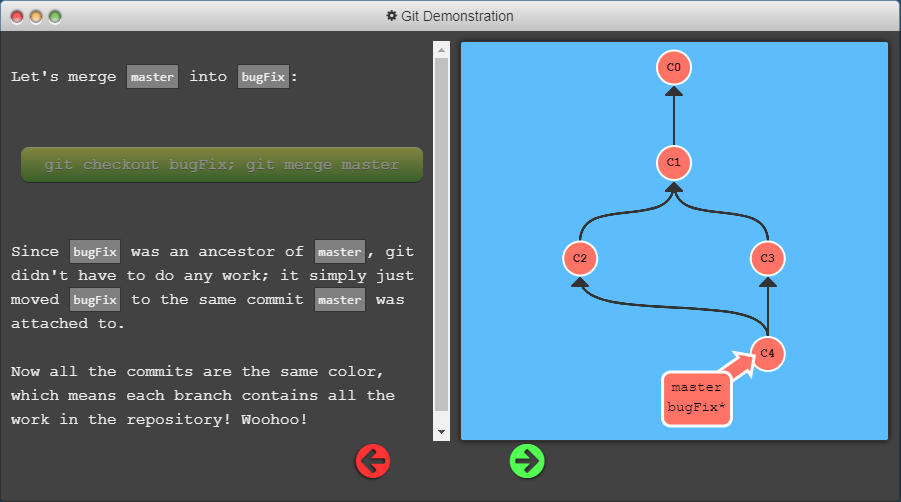 Git Demonstration
Let's merge master into bugFix:
git checkout bugFix; git merge master
Since bugFix was an ancestor of master, git
didn't have to do any work; it simply just
moved bugFix to the same commit master was
attached to.
Now all the commits are the same color,
which means each branch contains all the
work in the repository! Woohoo!
C0
C1
C2
C3
C4
master
bugFix*